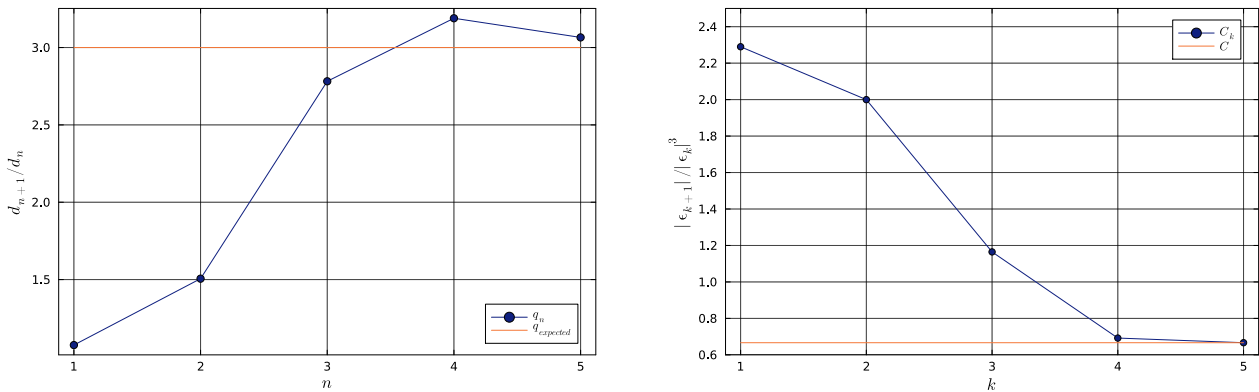 3.0
2.5
2.0
1.5
d_{n+1}/d_n
1 2 3 4 5
n
q_n
q_{expected}
2.4
2.2
2.0
1.8
1.6
1.4
1.2
1.0
0.8
0.6
|ϵ_{k+1}|/|ϵ_k|^3
1 2 3 4 5
k
C_k
C